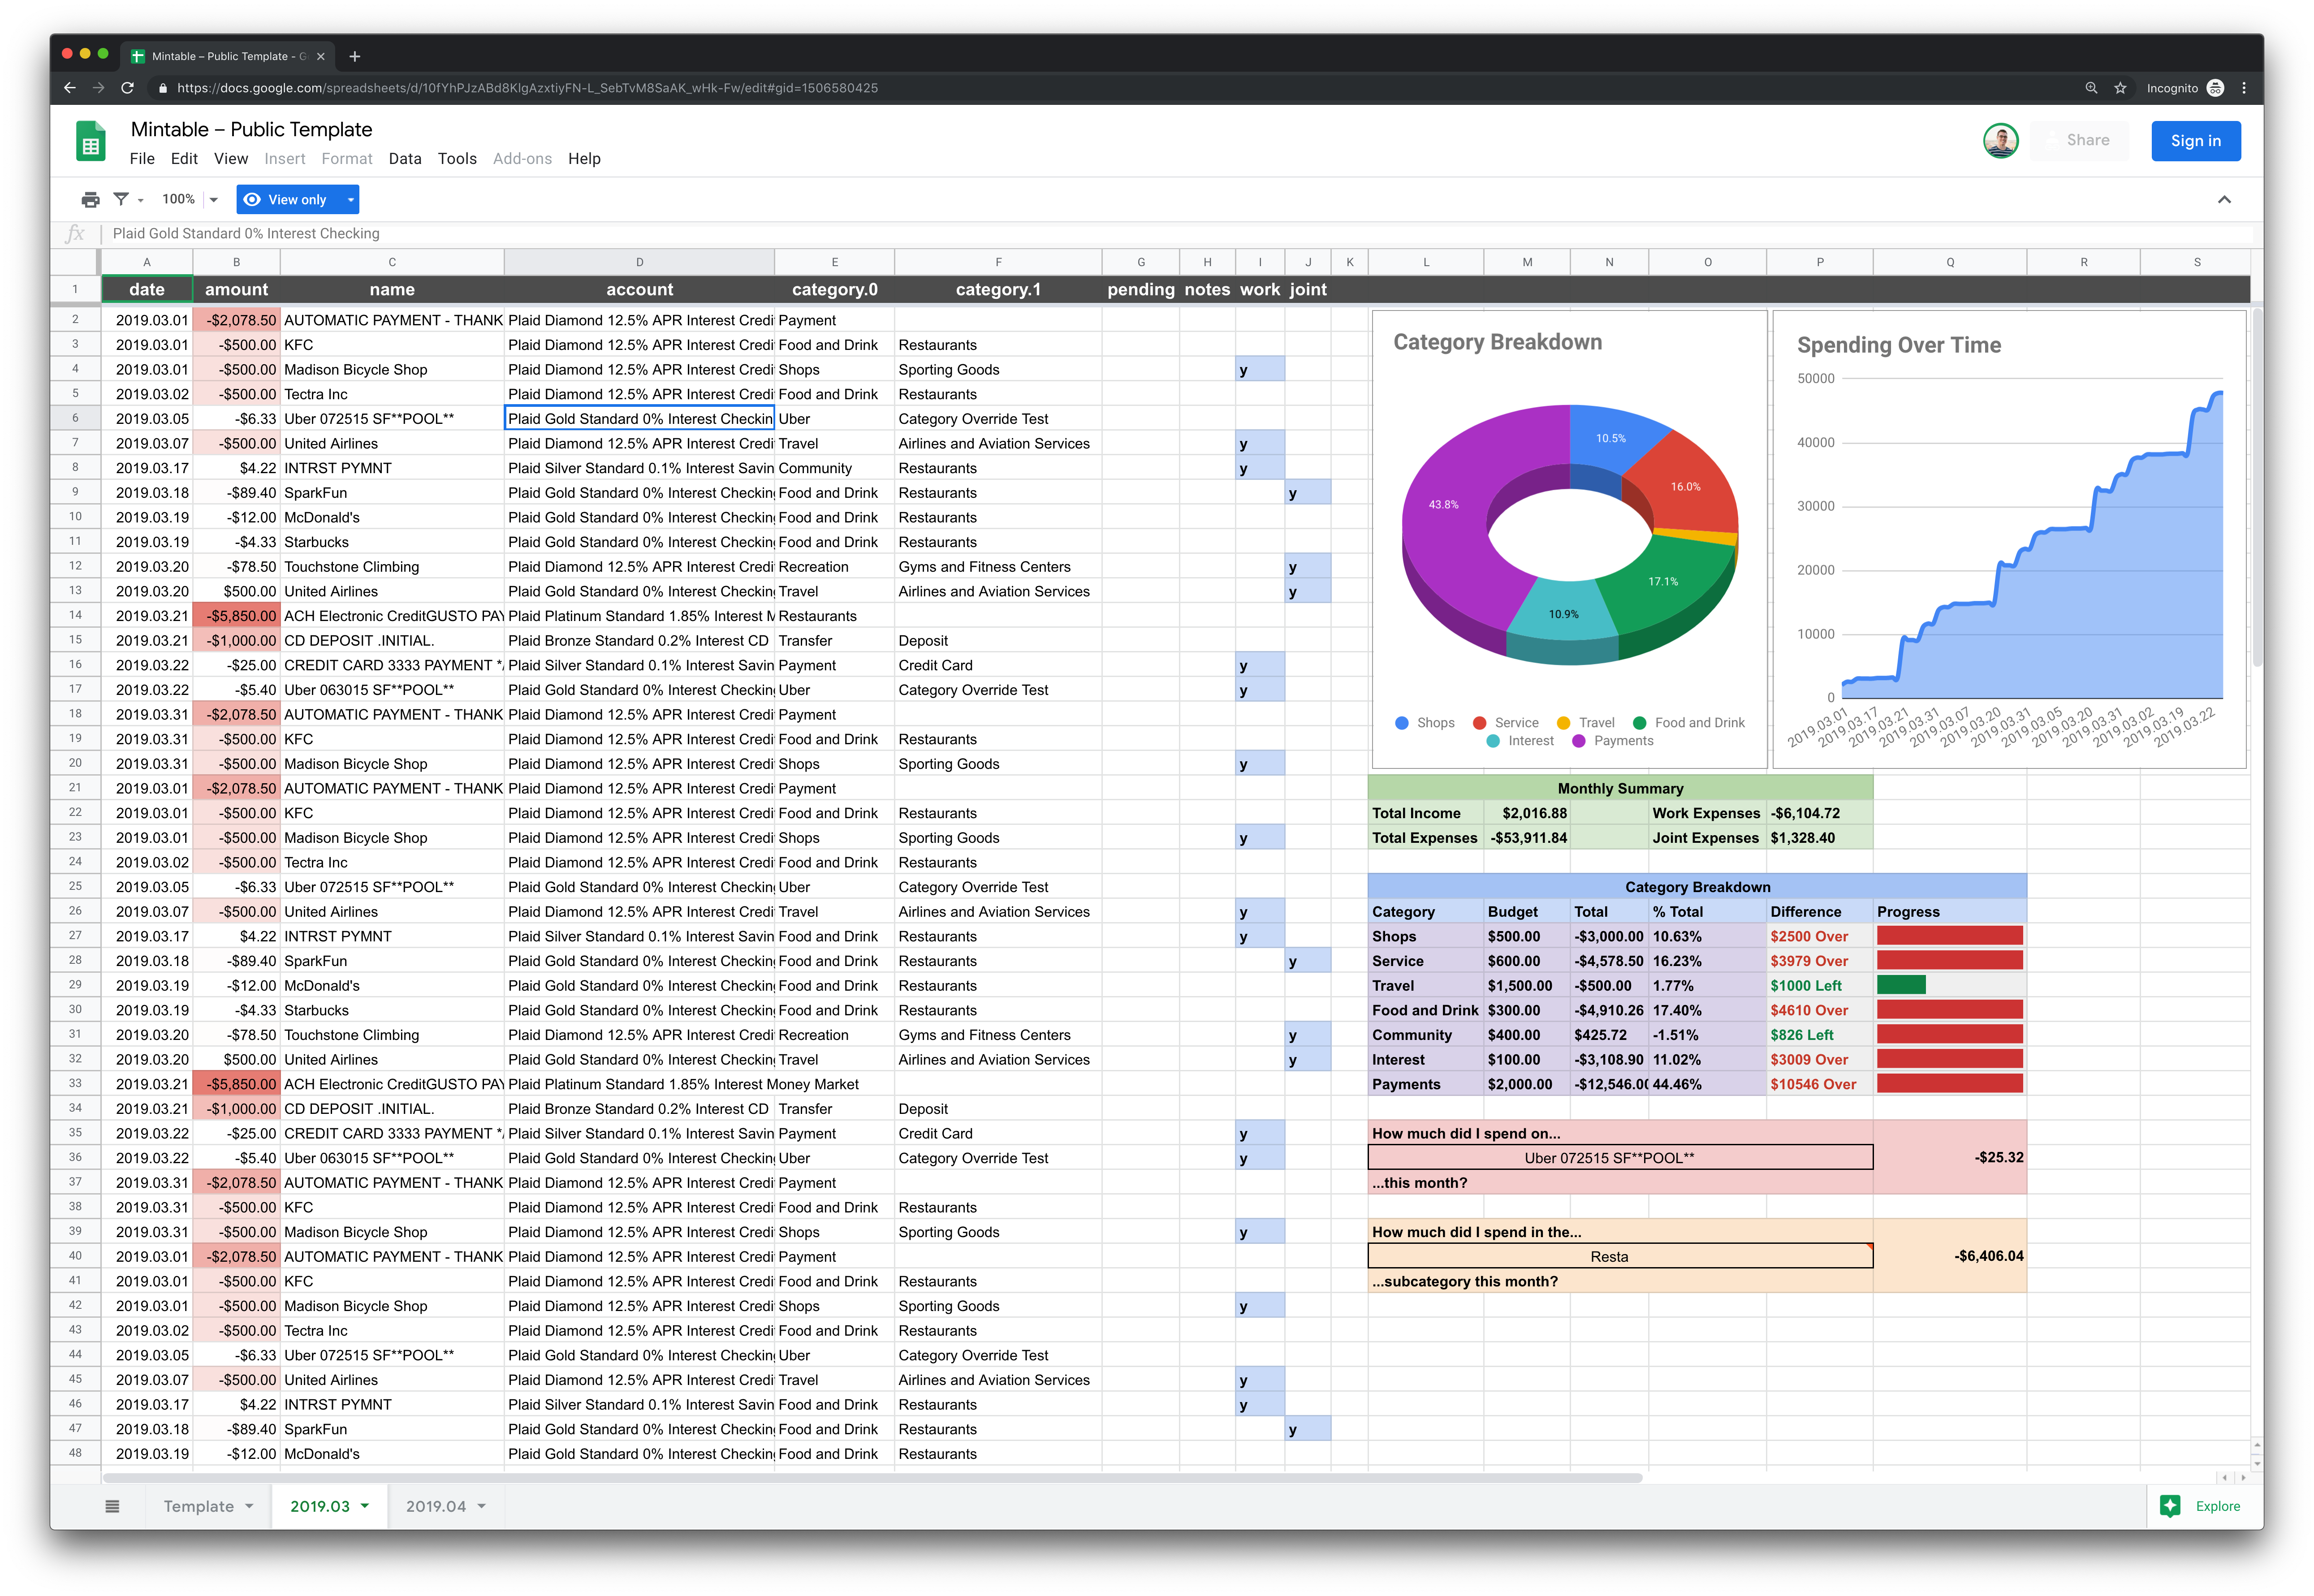 Mintable – Public Template - G
https://docs.google.com/spreadsheets/d/10fYhPJzABd8KIgAzxtiyFN-L_SebTvM8SaAK_wHk-Fw/edit#gid=1506580425
Incognito
Mintable – Public Template
File Edit View Insert Format Data Tools Add-ons Help
Share
Sign in
100%
View only
fx Plaid Gold Standard 0% Interest Checking
A B C D E F G H I J K L M N O P Q R S
1 date amount name account category.0 category.1 pending notes work joint
2 2019.03.01 -$2,078.50 AUTOMATIC PAYMENT - THANK Plaid Diamond 12.5% APR Interest Credi Payment
3 2019.03.01 -$500.00 KFC Plaid Diamond 12.5% APR Interest Credi Food and Drink Restaurants
4 2019.03.01 -$500.00 Madison Bicycle Shop Plaid Diamond 12.5% APR Interest Credi Shops Sporting Goods y
5 2019.03.02 -$500.00 Tectra Inc Plaid Diamond 12.5% APR Interest Credi Food and Drink Restaurants
6 2019.03.05 -$6.33 Uber 072515 SF**POOL** Plaid Gold Standard 0% Interest Checkin Uber Category Override Test
7 2019.03.07 -$500.00 United Airlines Plaid Diamond 12.5% APR Interest Credi Travel Airlines and Aviation Services y
8 2019.03.17 $4.22 INTRST PYMNT Plaid Silver Standard 0.1% Interest Savin Community Restaurants y
9 2019.03.18 -$89.40 SparkFun Plaid Gold Standard 0% Interest Checkin Food and Drink Restaurants y
10 2019.03.19 -$12.00 McDonald's Plaid Gold Standard 0% Interest Checkin Food and Drink Restaurants
11 2019.03.19 -$4.33 Starbucks Plaid Gold Standard 0% Interest Checkin Food and Drink Restaurants
12 2019.03.20 -$78.50 Touchstone Climbing Plaid Diamond 12.5% APR Interest Credi Recreation Gyms and Fitness Centers y
13 2019.03.20 $500.00 United Airlines Plaid Gold Standard 0% Interest Checkin Travel Airlines and Aviation Services y
14 2019.03.21 -$5,850.00 ACH Electronic CreditGUSTO PAY Plaid Platinum Standard 1.85% Interest M Restaurants
15 2019.03.21 -$1,000.00 CD DEPOSIT .INITIAL. Plaid Bronze Standard 0.2% Interest CD Transfer Deposit
16 2019.03.22 -$25.00 CREDIT CARD 3333 PAYMENT * Plaid Silver Standard 0.1% Interest Savin Payment Credit Card y
17 2019.03.22 -$5.40 Uber 063015 SF**POOL** Plaid Gold Standard 0% Interest Checkin Uber Category Override Test y
18 2019.03.31 -$2,078.50 AUTOMATIC PAYMENT - THANK Plaid Diamond 12.5% APR Interest Credi Payment
19 2019.03.31 -$500.00 KFC Plaid Diamond 12.5% APR Interest Credi Food and Drink Restaurants
20 2019.03.31 -$500.00 Madison Bicycle Shop Plaid Diamond 12.5% APR Interest Credi Shops Sporting Goods y
21 2019.03.01 -$2,078.50 AUTOMATIC PAYMENT - THANK Plaid Diamond 12.5% APR Interest Credi Payment
22 2019.03.01 -$500.00 KFC Plaid Diamond 12.5% APR Interest Credi Food and Drink Restaurants
23 2019.03.01 -$500.00 Madison Bicycle Shop Plaid Diamond 12.5% APR Interest Credi Shops Sporting Goods y
24 2019.03.02 -$500.00 Tectra Inc Plaid Diamond 12.5% APR Interest Credi Food and Drink Restaurants
25 2019.03.05 -$6.33 Uber 072515 SF**POOL** Plaid Gold Standard 0% Interest Checkin Uber Category Override Test
26 2019.03.07 -$500.00 United Airlines Plaid Diamond 12.5% APR Interest Credi Travel Airlines and Aviation Services y
27 2019.03.17 $4.22 INTRST PYMNT Plaid Silver Standard 0.1% Interest Savin Food and Drink Restaurants y
28 2019.03.18 -$89.40 SparkFun Plaid Gold Standard 0% Interest Checkin Food and Drink Restaurants y
29 2019.03.19 -$12.00 McDonald's Plaid Gold Standard 0% Interest Checkin Food and Drink Restaurants
30 2019.03.19 -$4.33 Starbucks Plaid Gold Standard 0% Interest Checkin Food and Drink Restaurants
31 2019.03.20 -$78.50 Touchstone Climbing Plaid Diamond 12.5% APR Interest Credi Recreation Gyms and Fitness Centers y
32 2019.03.20 $500.00 United Airlines Plaid Gold Standard 0% Interest Checkin Travel Airlines and Aviation Services y
33 2019.03.21 -$5,850.00 ACH Electronic CreditGUSTO PAY Plaid Platinum Standard 1.85% Interest Money Market
34 2019.03.21 -$1,000.00 CD DEPOSIT .INITIAL. Plaid Bronze Standard 0.2% Interest CD Transfer Deposit
35 2019.03.22 -$25.00 CREDIT CARD 3333 PAYMENT * Plaid Silver Standard 0.1% Interest Savin Payment Credit Card y
36 2019.03.22 -$5.40 Uber 063015 SF**POOL** Plaid Gold Standard 0% Interest Checkin Uber Category Override Test y
37 2019.03.31 -$2,078.50 AUTOMATIC PAYMENT - THANK Plaid Diamond 12.5% APR Interest Credi Payment
38 2019.03.31 -$500.00 KFC Plaid Diamond 12.5% APR Interest Credi Food and Drink Restaurants
39 2019.03.31 -$500.00 Madison Bicycle Shop Plaid Diamond 12.5% APR Interest Credi Shops Sporting Goods y
40 2019.03.01 -$2,078.50 AUTOMATIC PAYMENT - THANK Plaid Diamond 12.5% APR Interest Credi Payment
41 2019.03.01 -$500.00 KFC Plaid Diamond 12.5% APR Interest Credi Food and Drink Restaurants
42 2019.03.01 -$500.00 Madison Bicycle Shop Plaid Diamond 12.5% APR Interest Credi Shops Sporting Goods y
43 2019.03.02 -$500.00 Tectra Inc Plaid Diamond 12.5% APR Interest Credi Food and Drink Restaurants
44 2019.03.05 -$6.33 Uber 072515 SF**POOL** Plaid Gold Standard 0% Interest Checkin Uber Category Override Test
45 2019.03.07 -$500.00 United Airlines Plaid Diamond 12.5% APR Interest Credi Travel Airlines and Aviation Services y
46 2019.03.17 $4.22 INTRST PYMNT Plaid Silver Standard 0.1% Interest Savin Food and Drink Restaurants y
47 2019.03.18 -$89.40 SparkFun Plaid Gold Standard 0% Interest Checkin Food and Drink Restaurants y
48 2019.03.19 -$12.00 McDonald's Plaid Gold Standard 0% Interest Checkin Food and Drink Restaurants
Category Breakdown
10.5%
16.0%
43.8%
17.1%
10.9%
Shops Service Travel Food and Drink
Interest Payments
Spending Over Time
50000
40000
30000
20000
10000
0
2019.03.01 2019.03.17 2019.03.21 2019.03.31 2019.03.07 2019.03.20 2019.03.31 2019.03.05 2019.03.20 2019.03.31 2019.03.02 2019.03.19 2019.03.22
Monthly Summary
Total Income $2,016.88 Work Expenses -$6,104.72
Total Expenses -$53,911.84 Joint Expenses $1,328.40
Category Breakdown
Category Budget Total % Total Difference Progress
Shops $500.00 -$3,000.00 10.63% $2500 Over
Service $600.00 -$4,578.50 16.23% $3979 Over
Travel $1,500.00 -$500.00 1.77% $1000 Left
Food and Drink $300.00 -$4,910.26 17.40% $4610 Over
Community $400.00 $425.72 -1.51% $826 Left
Interest $100.00 -$3,108.90 11.02% $3009 Over
Payments $2,000.00 -$12,546.00 44.46% $10546 Over
How much did I spend on...
Uber 072515 SF**POOL** -$25.32
...this month?
How much did I spend in the...
Resta -$6,406.04
...subcategory this month?
Template 2019.03 2019.04
Explore